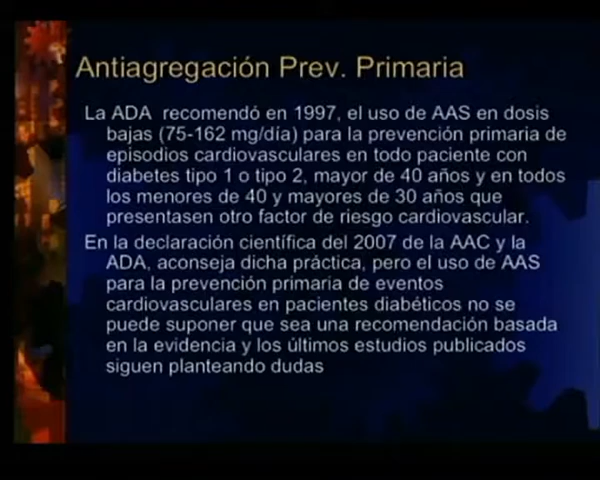 Antiagregación Prev. Primaria
La ADA recomendó en 1997, el uso de AAS en dosis
bajas (75-162 mg/día) para la prevención primaria de
episodios cardiovasculares en todo paciente con
diabetes tipo 1 o tipo 2, mayor de 40 años y en todos
los menores de 40 y mayores de 30 años que
presentasen otro factor de riesgo cardiovascular.
En la declaración científica del 2007 de la AAC y la
ADA, aconseja dicha práctica, pero el uso de AAS
para la prevención primaria de eventos
cardiovasculares en pacientes diabéticos no se
puede suponer que sea una recomendación basada
en la evidencia y los últimos estudios publicados
siguen planteando dudas